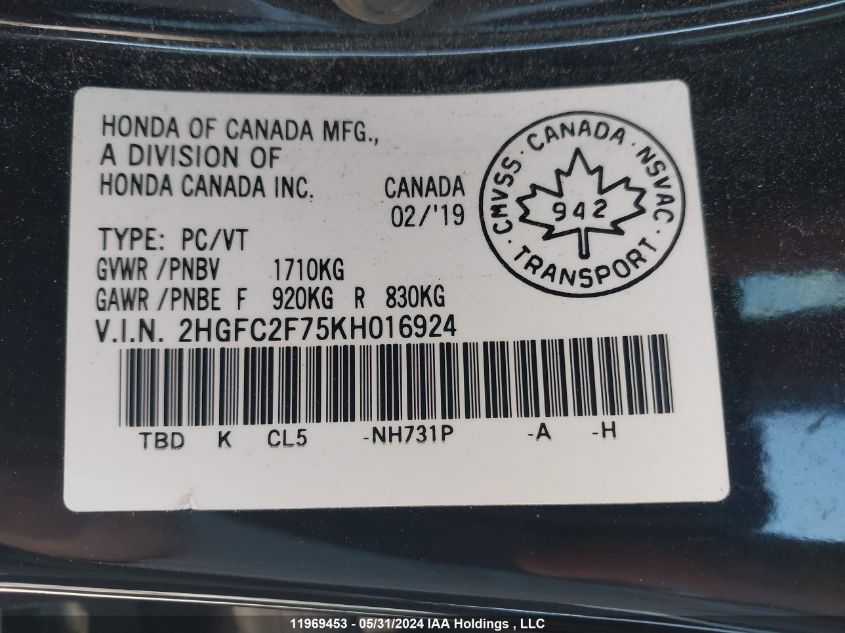 HONDA OF CANADA MFG.,
A DIVISION OF
HONDA CANADA INC. CANADA
02/'19
TYPE: PC/VT
GVWR /PNBV 1710KG
GAWR /PNBE F 920KG R 830KG
V.I.N. 2HGFC2F75KH016924
TBD K CL5 -NH731P -A -H
CMVSS · CANADA · NSVAC
942
· TRANSPORT ·
11969453 - 05/31/2024 IAA Holdings , LLC